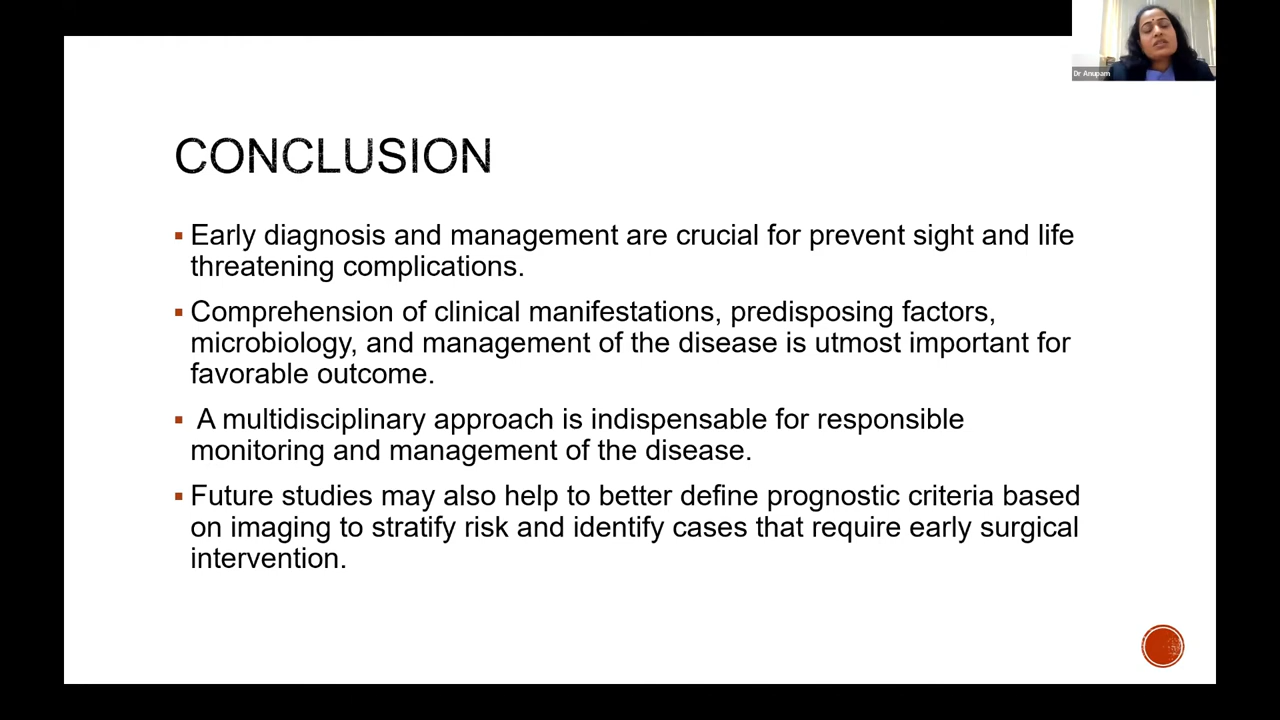 Dr Anupam
CONCLUSION
▪ Early diagnosis and management are crucial for prevent sight and life
threatening complications.
▪ Comprehension of clinical manifestations, predisposing factors,
microbiology, and management of the disease is utmost important for
favorable outcome.
▪ A multidisciplinary approach is indispensable for responsible
monitoring and management of the disease.
▪ Future studies may also help to better define prognostic criteria based
on imaging to stratify risk and identify cases that require early surgical
intervention.